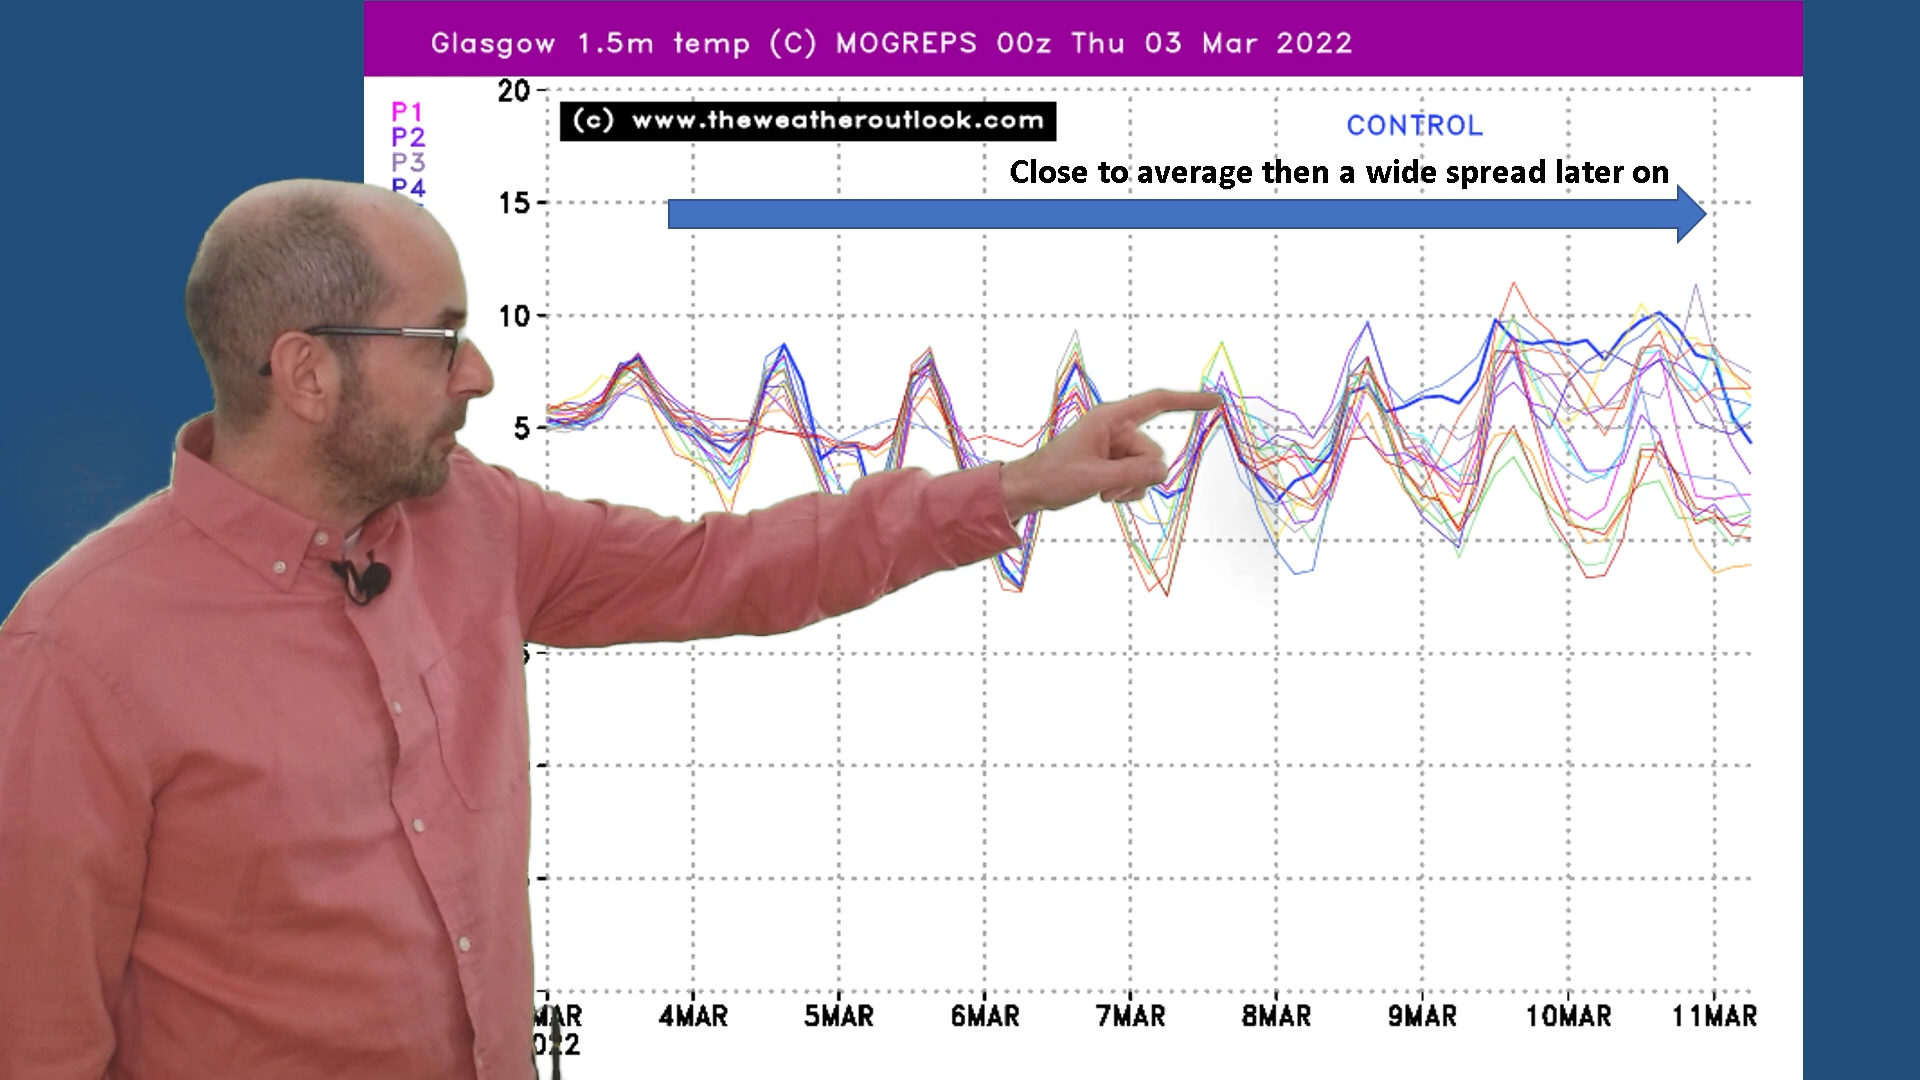 Glasgow 1.5m temp (C) MOGREPS 00z Thu 03 Mar 2022
20
P1
P2
P3
P4
(c) www.theweatheroutlook.com
CONTROL
Close to average then a wide spread later on
15
10
5
4MAR 5MAR 6MAR 7MAR 8MAR 9MAR 10MAR 11MAR